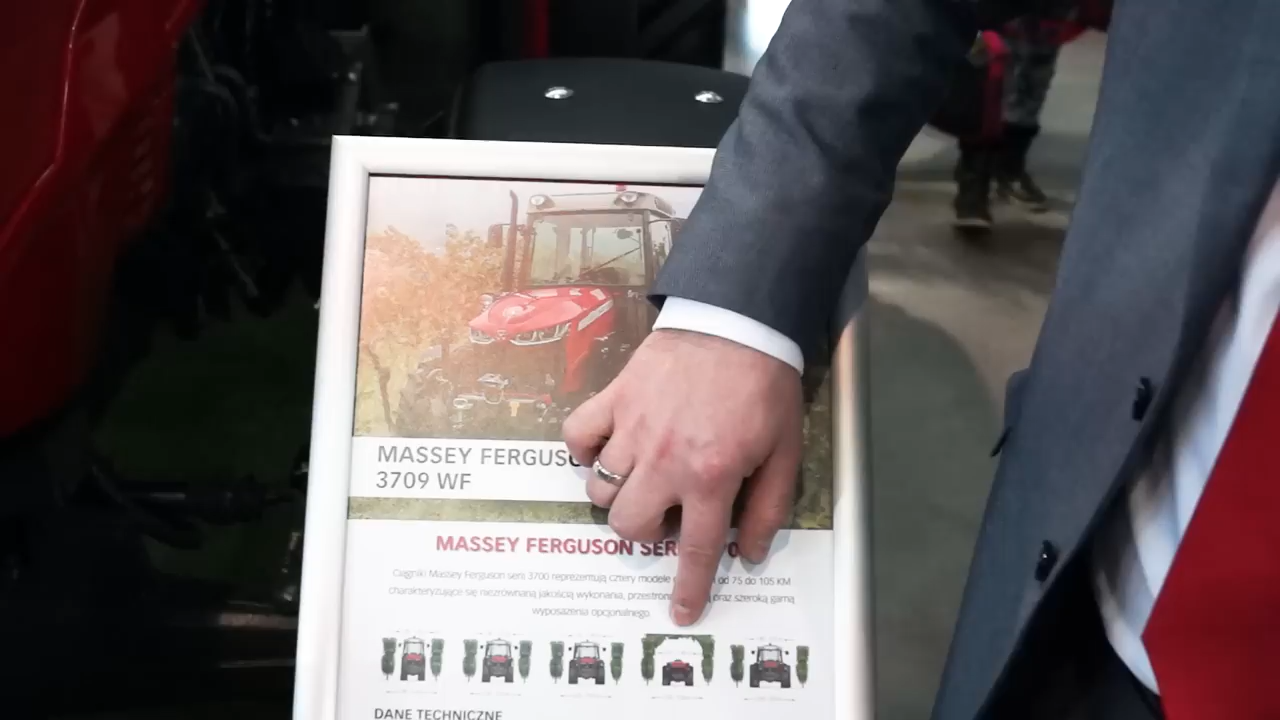 MASSEY FERGUSO
3709 WF
MASSEY FERGUSON SER
Ciągniki Massey Ferguson serii 3700 reprezentują cztery modele od 75 do 105 KM
charakteryzujące się niezrównaną jakością wykonania, oraz szeroką gamą
wyposażenia opcjonalnego.
DANE TECHNICZNE